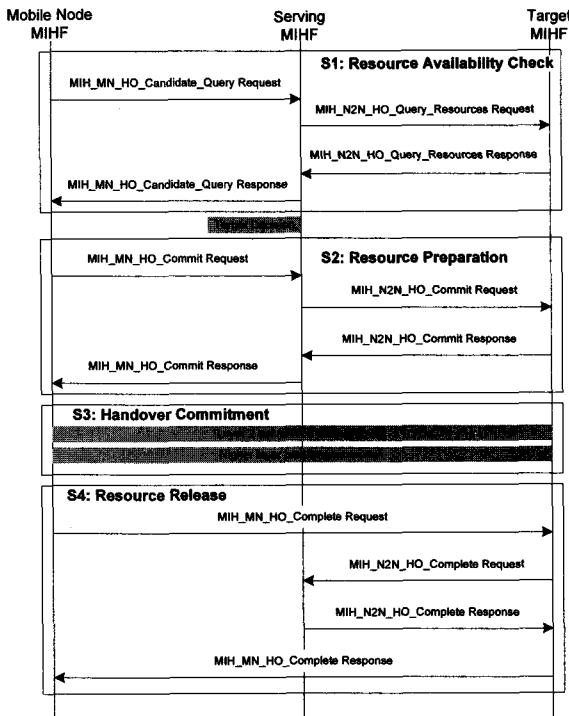 Mobile Node
MIHF
Serving
MIHF
Target
MIHF
S1: Resource Availability Check
MIH_MN_HO_Candidate_Query Request
MIH_N2N_HO_Query_Resources Request
MIH_N2N_HO_Query_Resources Response
MIH_MN_HO_Candidate_Query Response
S2: Resource Preparation
MIH_MN_HO_Commit Request
MIH_N2N_HO_Commit Request
MIH_N2N_HO_Commit Response
MIH_MN_HO_Commit Response
S3: Handover Commitment
S4: Resource Release
MIH_MN_HO_Complete Request
MIH_N2N_HO_Complete Request
MIH_N2N_HO_Complete Response
MIH_MN_HO_Complete Response